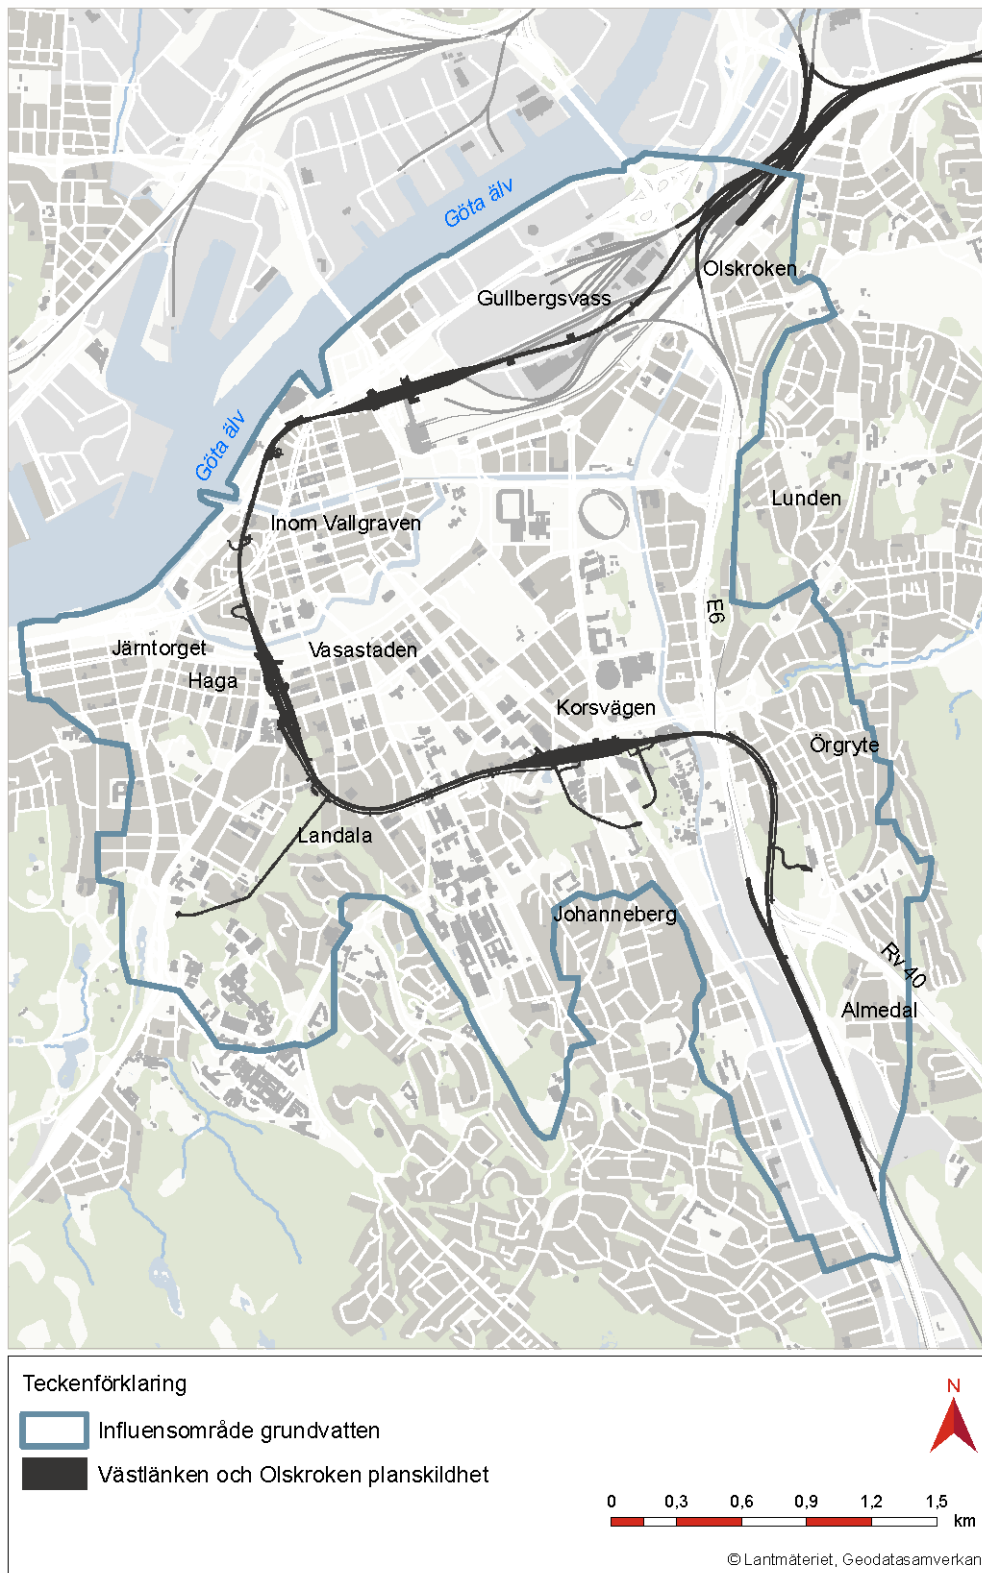 Göta älv
Olskroken
Gullbergsvass
Göta älv
Lunden
Inom Vallgraven
E6
Järntorget
Vasastaden
Haga
Korsvägen
Örgryte
Landala
Johanneberg
Rv 40
Almedal
Teckenförklaring
Influensområde grundvatten
Västlänken och Olskroken planskildhet
N
0 0,3 0,6 0,9 1,2 1,5
km
© Lantmäteriet, Geodatasamverkan